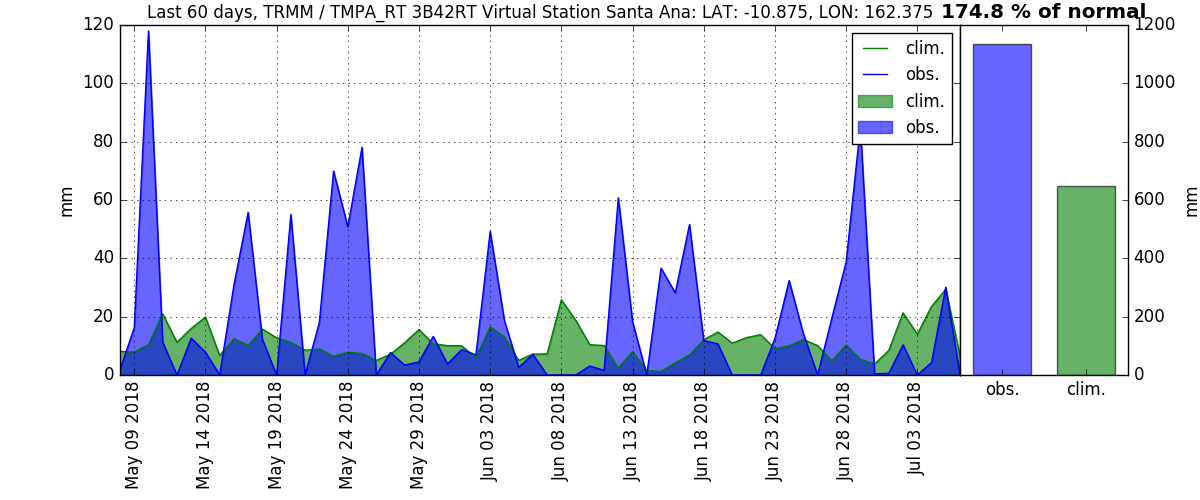 Last 60 days, TRMM / TMPA_RT 3B42RT Virtual Station Santa Ana: LAT: -10.875, LON: 162.375 174.8 % of normal
120
100
80
60
40
20
0
mm
clim.
obs.
clim.
obs.
1200
1000
800
600
400
200
0
mm
May 09 2018
May 14 2018
May 19 2018
May 24 2018
May 29 2018
Jun 03 2018
Jun 08 2018
Jun 13 2018
Jun 18 2018
Jun 23 2018
Jun 28 2018
Jul 03 2018
obs.
clim.